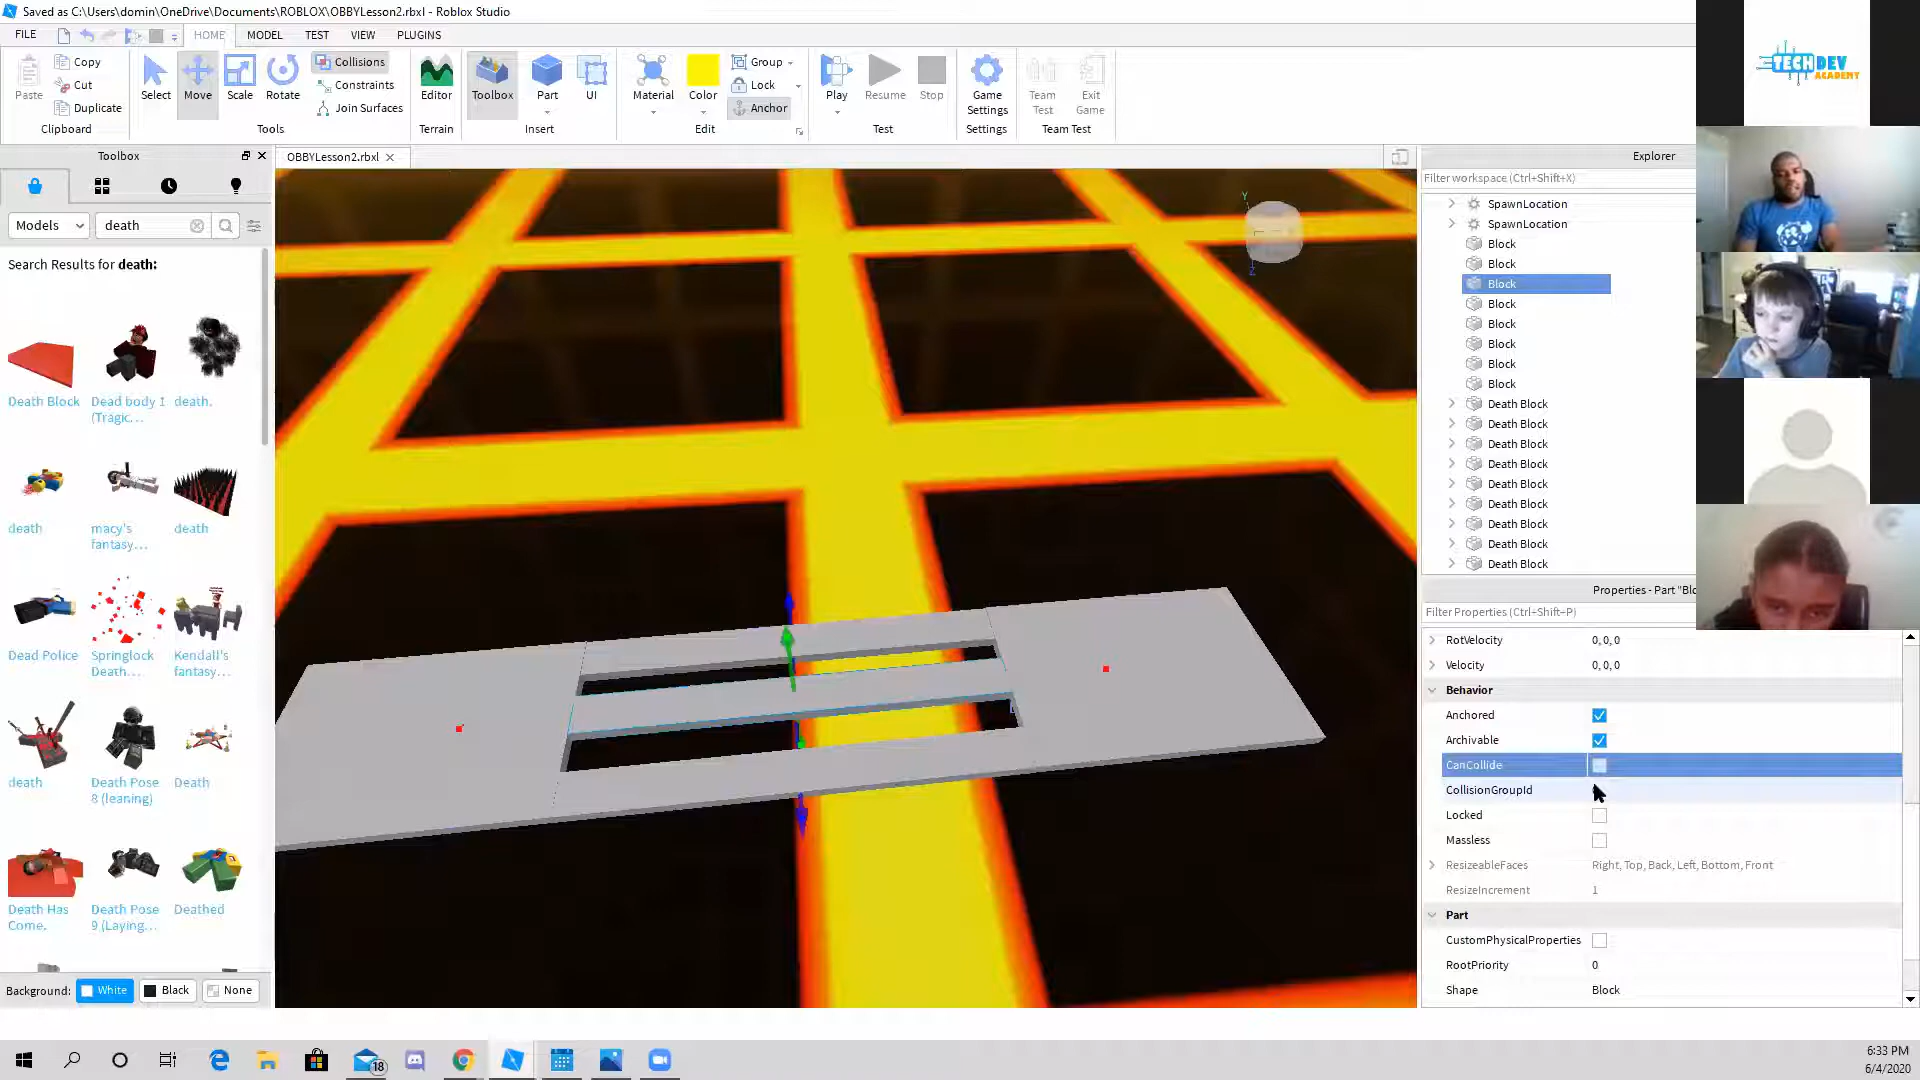 Saved as C:\Users\domin\OneDrive\Documents\ROBLOX\OBBYLesson2.rbxl - Roblox Studio
FILE
HOME
MODEL
TEST
VIEW
PLUGINS
Paste
Copy
Cut
Duplicate
Clipboard
Select
Move
Scale
Rotate
Collisions
Constraints
Join Surfaces
Tools
Editor
Terrain
Toolbox
Part
UI
Insert
Material
Color
Group
Lock
Anchor
Edit
Play
Resume
Stop
Test
Game
Settings
Settings
Team
Test
Exit
Game
Team Test
TECHDEV
ACADEMY
Toolbox
OBBYLesson2.rbxl
Models
death
Search Results for death:
Death Block
Dead body 1
(Tragic...
death.
death
macy's
fantasy...
death
Dead Police
Springlock
Death...
Kendall's
fantasy...
death
Death Pose
8 (leaning)
Death
Death Has
Come.
Death Pose
9 (Laying...
Deathed
Background:
White
Black
None
Y
Z
Explorer
Filter workspace (Ctrl+Shift+X)
SpawnLocation
SpawnLocation
Block
Block
Block
Block
Block
Block
Block
Block
Death Block
Death Block
Death Block
Death Block
Death Block
Death Block
Death Block
Death Block
Death Block
Properties - Part "Blo
Filter Properties (Ctrl+Shift+P)
RotVelocity 0, 0, 0
Velocity 0, 0, 0
Behavior
Anchored
Archivable
CanCollide
CollisionGroupId
Locked
Massless
ResizeableFaces Right, Top, Back, Left, Bottom, Front
ResizeIncrement 1
Part
CustomPhysicalProperties
RootPriority 0
Shape Block
18
6:33 PM
6/4/2020